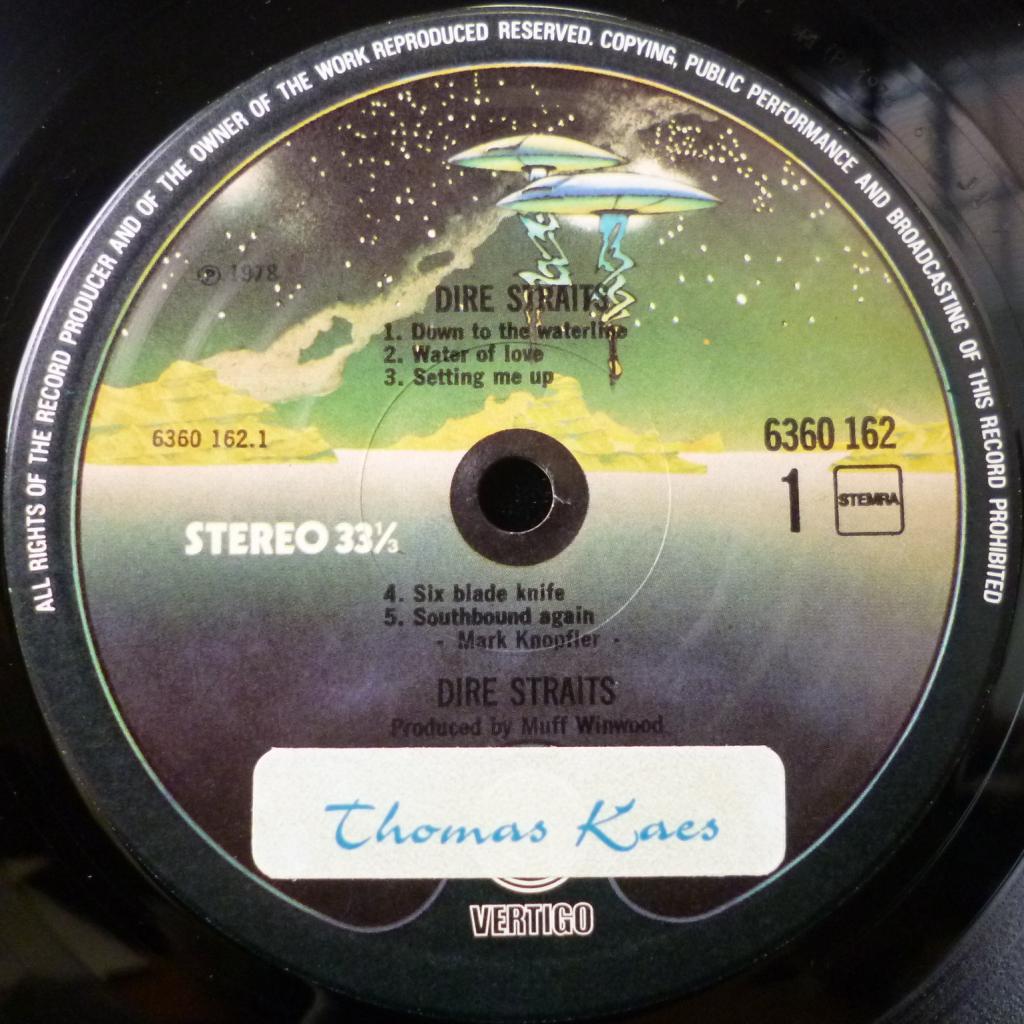 ALL RIGHTS OF THE RECORD PRODUCER AND OF THE OWNER OF THE WORK REPRODUCED RESERVED. COPYING, PUBLIC PERFORMANCE AND BROADCASTING OF THIS RECORD PROHIBITED
℗ 1978
DIRE STRAITS
1. Down to the waterline
2. Water of love
3. Setting me up
6360 162.1
6360 162
1
STEMRA
STEREO 33⅓
4. Six blade knife
5. Southbound again
- Mark Knopfler -
DIRE STRAITS
Produced by Muff Winwood
Thomas Kaes
VERTIGO